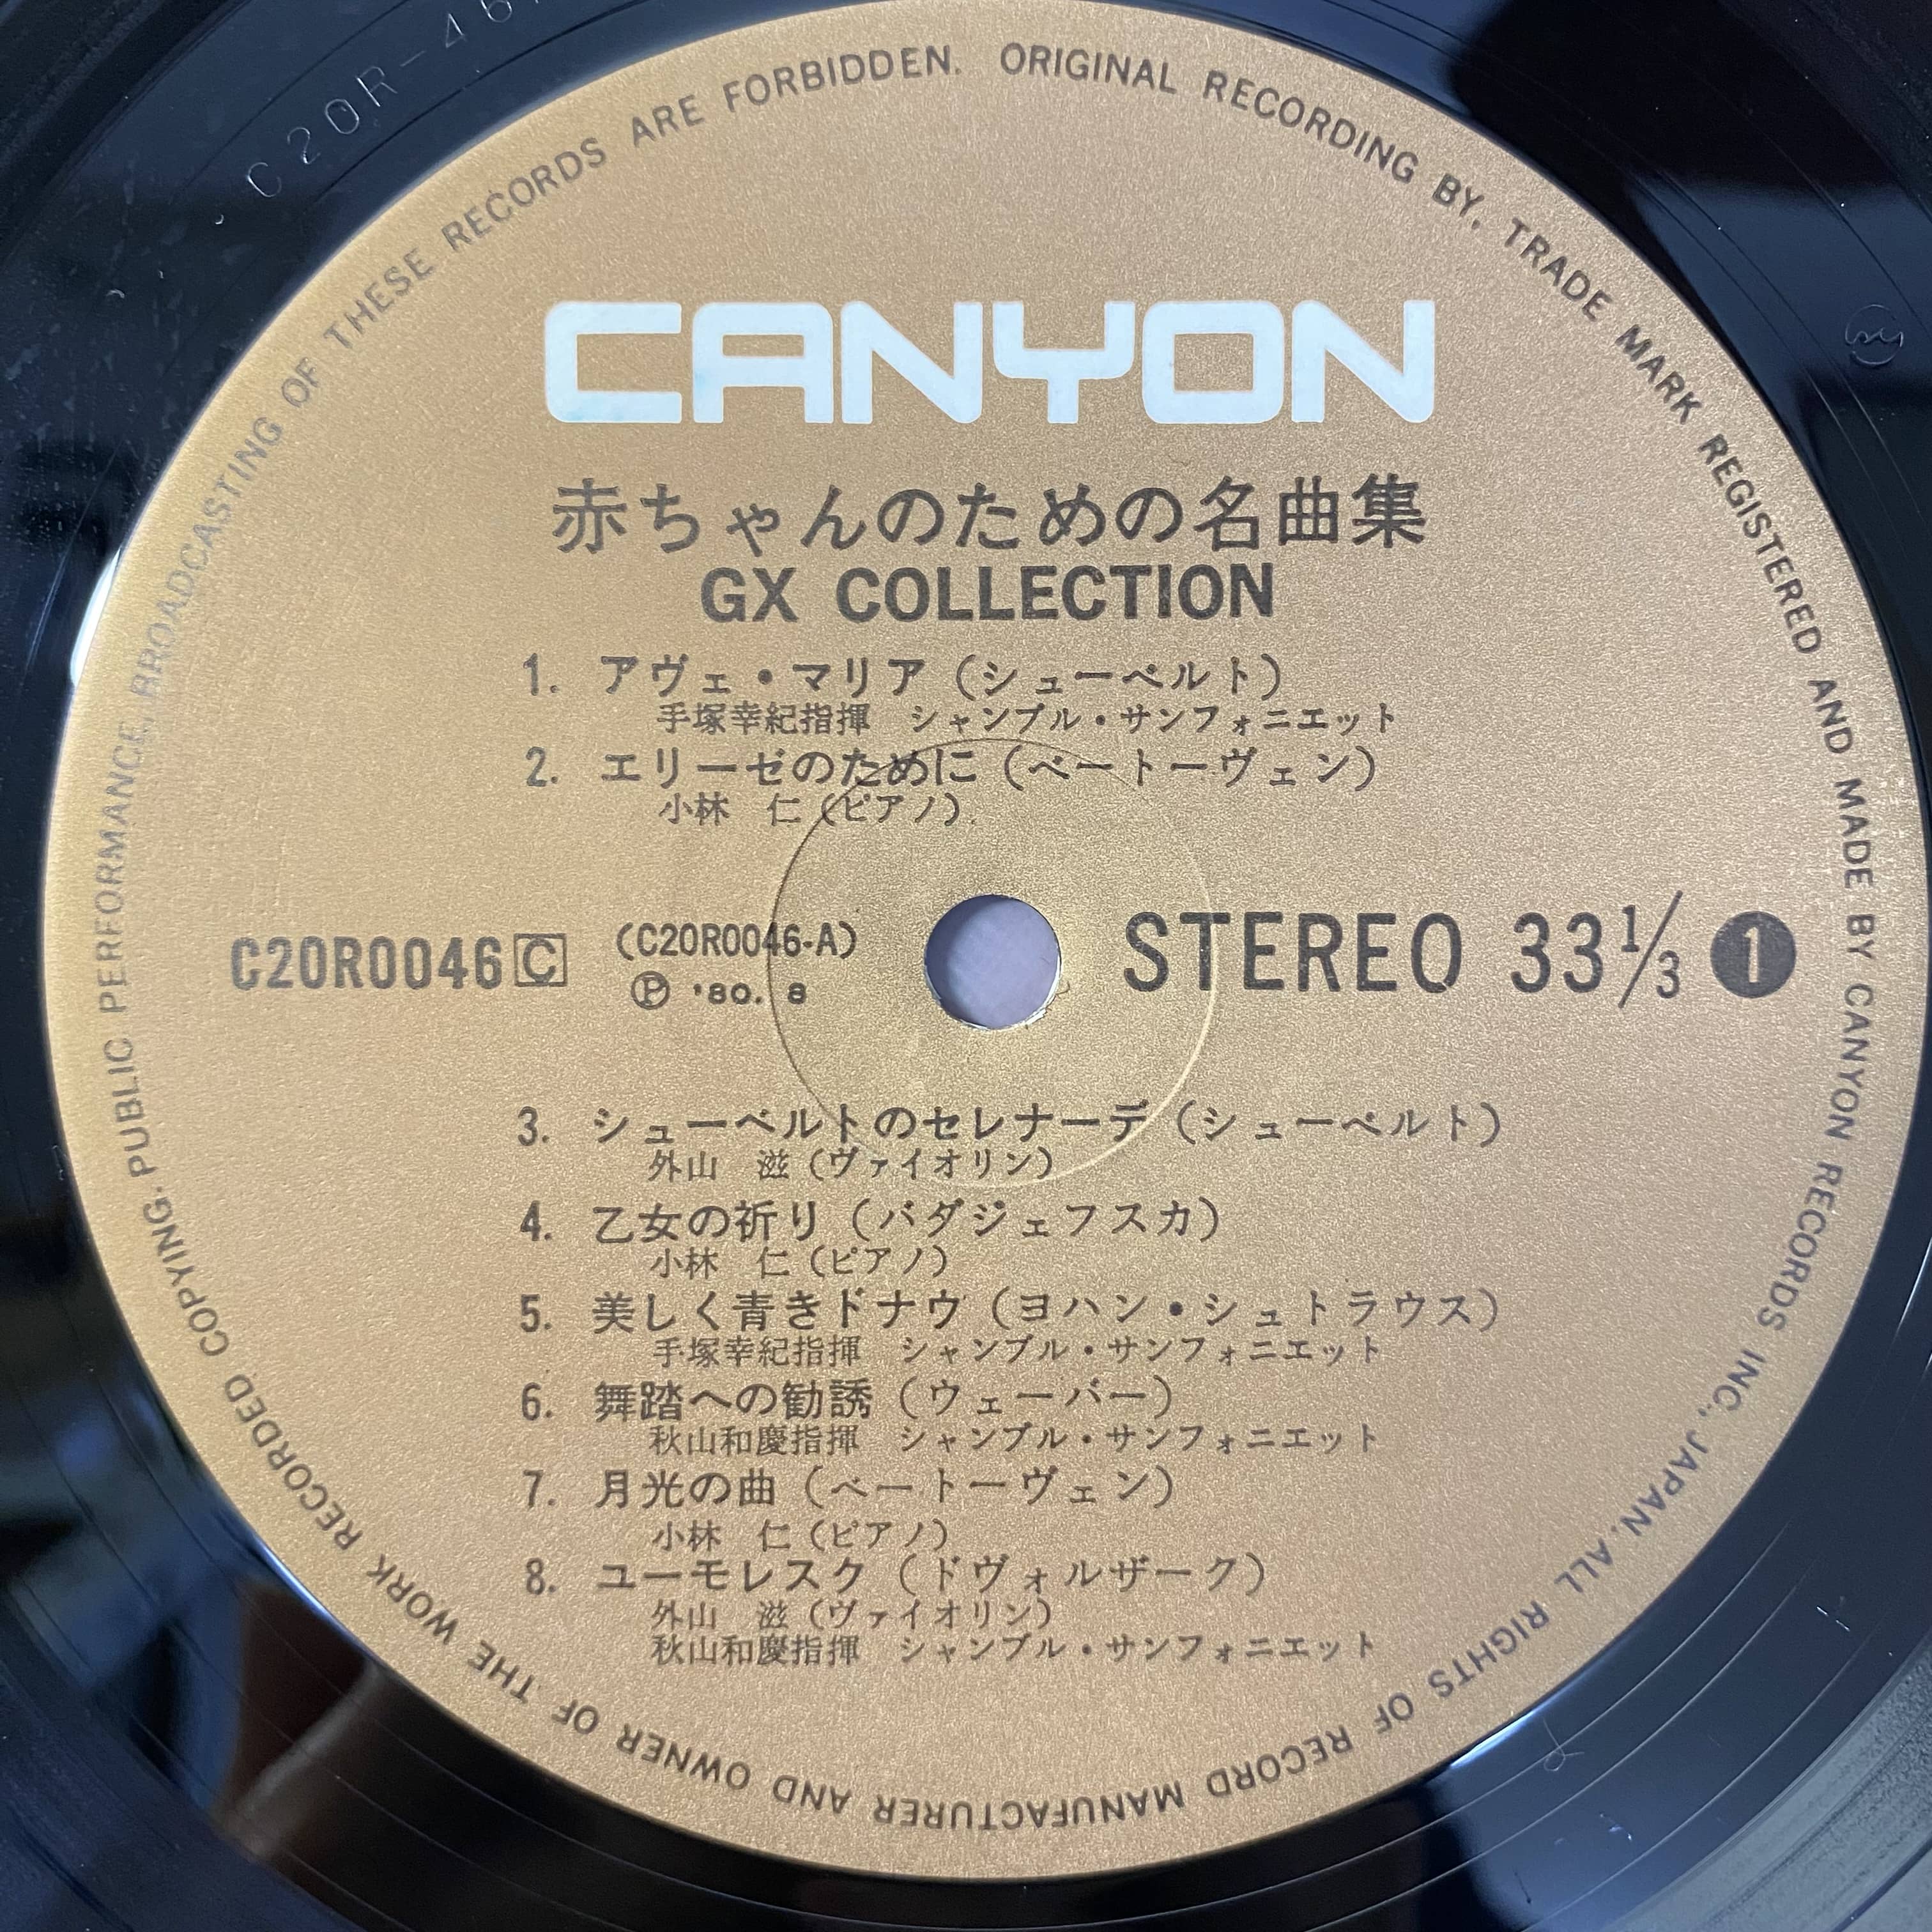 ORIGINAL RECORDING BY, TRADE MARK REGISTERED AND MADE BY CANYON RECORDS INC., JAPAN. ALL RIGHTS OF RECORD MANUFACTURER AND OWNER OF THE WORK RECORDED COPYING. PUBLIC PERFORMANCE, BROADCASTING OF THESE RECORDS ARE FORBIDDEN.
CANYON
赤ちゃんのための名曲集
GX COLLECTION
1. アヴェ・マリア（シューベルト）
手塚幸紀指揮　シャンブル・サンフォニエット
2. エリーゼのために（ベートーヴェン）
小林　仁（ピアノ）
C20R0046 C
(C20R0046-A)
Ⓟ '80. 8
STEREO 33 1/3 1
3. シューベルトのセレナーデ（シューベルト）
外山　滋（ヴァイオリン）
4. 乙女の祈り（バダジェフスカ）
小林　仁（ピアノ）
5. 美しく青きドナウ（ヨハン・シュトラウス）
手塚幸紀指揮　シャンブル・サンフォニエット
6. 舞踏への勧誘（ウェーバー）
秋山和慶指揮　シャンブル・サンフォニエット
7. 月光の曲（ベートーヴェン）
小林　仁（ピアノ）
8. ユーモレスク（ドヴォルザーク）
外山　滋（ヴァイオリン）
秋山和慶指揮　シャンブル・サンフォニエット